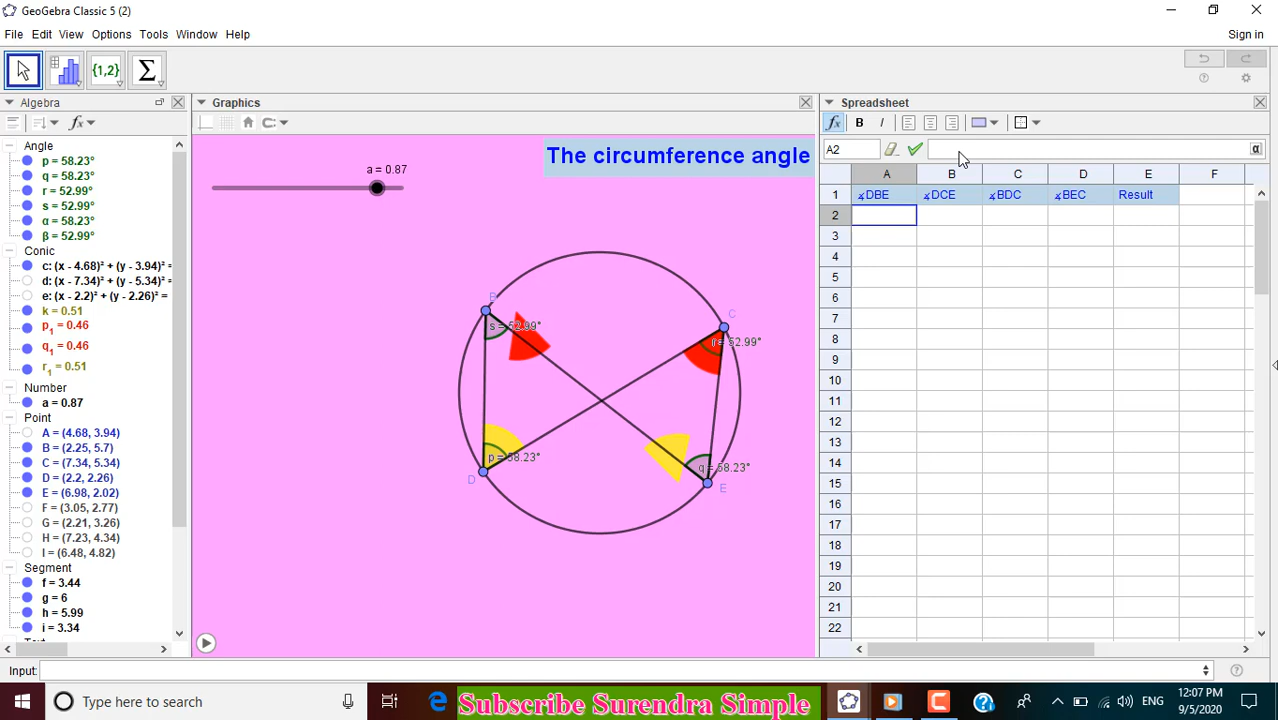 GeoGebra Classic 5 (2)
File Edit View Options Tools Window Help
Sign in
{1,2} Σ
Algebra
Graphics
Spreadsheet
fx
fx B I
A2
α
Angle
p = 58.23°
q = 58.23°
r = 52.99°
s = 52.99°
α = 58.23°
β = 52.99°
Conic
c: (x - 4.68)² + (y - 3.94)² =
d: (x - 7.34)² + (y - 5.34)² =
e: (x - 2.2)² + (y - 2.26)² =
k = 0.51
p₁ = 0.46
q₁ = 0.46
r₁ = 0.51
Number
a = 0.87
Point
A = (4.68, 3.94)
B = (2.25, 5.7)
C = (7.34, 5.34)
D = (2.2, 2.26)
E = (6.98, 2.02)
F = (3.05, 2.77)
G = (2.21, 3.26)
H = (7.23, 4.34)
I = (6.48, 4.82)
Segment
f = 3.44
g = 6
h = 5.99
i = 3.34
The circumference angle
a = 0.87
B
s = 52.99°
C
r = 52.99°
p = 58.23°
q = 58.23°
D
E
A B C D E F
1 ∡DBE ∡DCE ∡BDC ∡BEC Result
2
3
4
5
6
7
8
9
10
11
12
13
14
15
16
17
18
19
20
21
22
Input:
Type here to search
Subscribe Surendra Simple
ENG
12:07 PM
9/5/2020